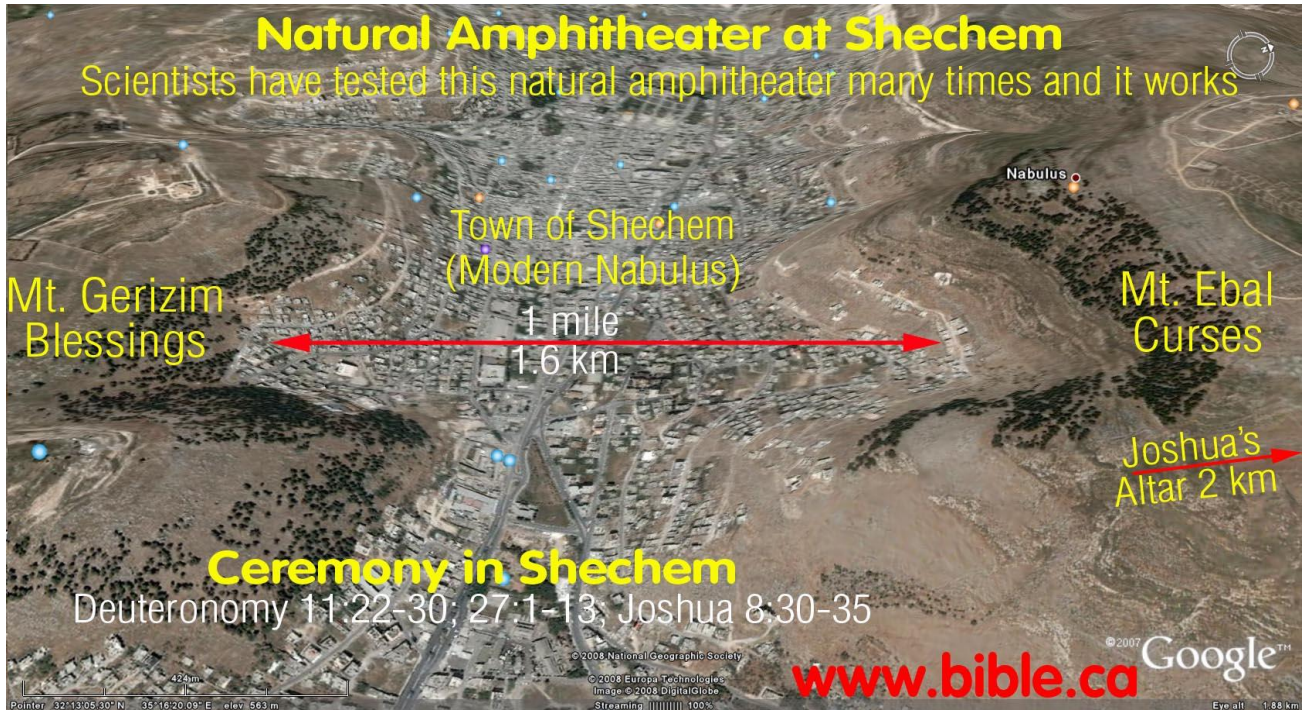 Natural Amphitheater at Shechem
Scientists have tested this natural amphitheater many times and it works
Nabulus
Town of Shechem
(Modern Nabulus)
Mt. Gerizim
Blessings
1 mile
1.6 km
Mt. Ebal
Curses
Joshua's
Altar 2 km
Ceremony in Shechem
Deuteronomy 11:22-30; 27:1-13; Joshua 8:30-35
© 2008 National Geographic Society
© 2008 Europa Technologies
Image © 2008 DigitalGlobe
Streaming |||||||||| 100%
©2007 Google™
www.bible.ca
424 m
Pointer 32°13'05.30" N 35°16'20.09" E elev 563 m
Eye alt 1.88 km